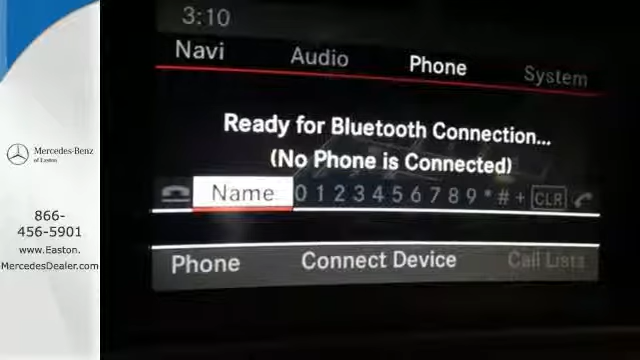 3:10
Navi Audio Phone System
Ready for Bluetooth Connection...
(No Phone is Connected)
Name 0 1 2 3 4 5 6 7 8 9 * # + CLR
Phone Connect Device Call Lists
Mercedes-Benz
of Easton
866-
456-5901
www.Easton.
MercedesDealer.com